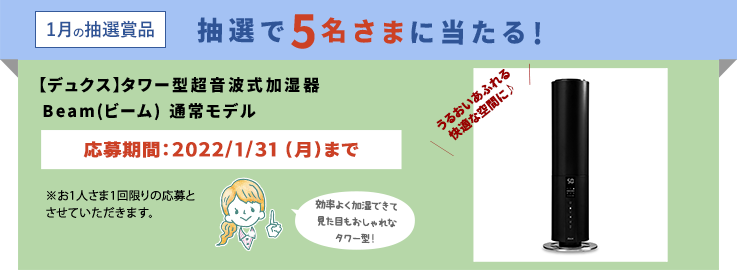 1月の抽選賞品
抽選で5名さまに当たる!
【デュクス】タワー型超音波式加湿器
Beam(ビーム) 通常モデル
応募期間：2022/1/31（月）まで
※お1人さま1回限りの応募と
させていただきます。
効率よく加湿できて
見た目もおしゃれな
タワー型!
うるおいあふれる
快適な空間に♪
50